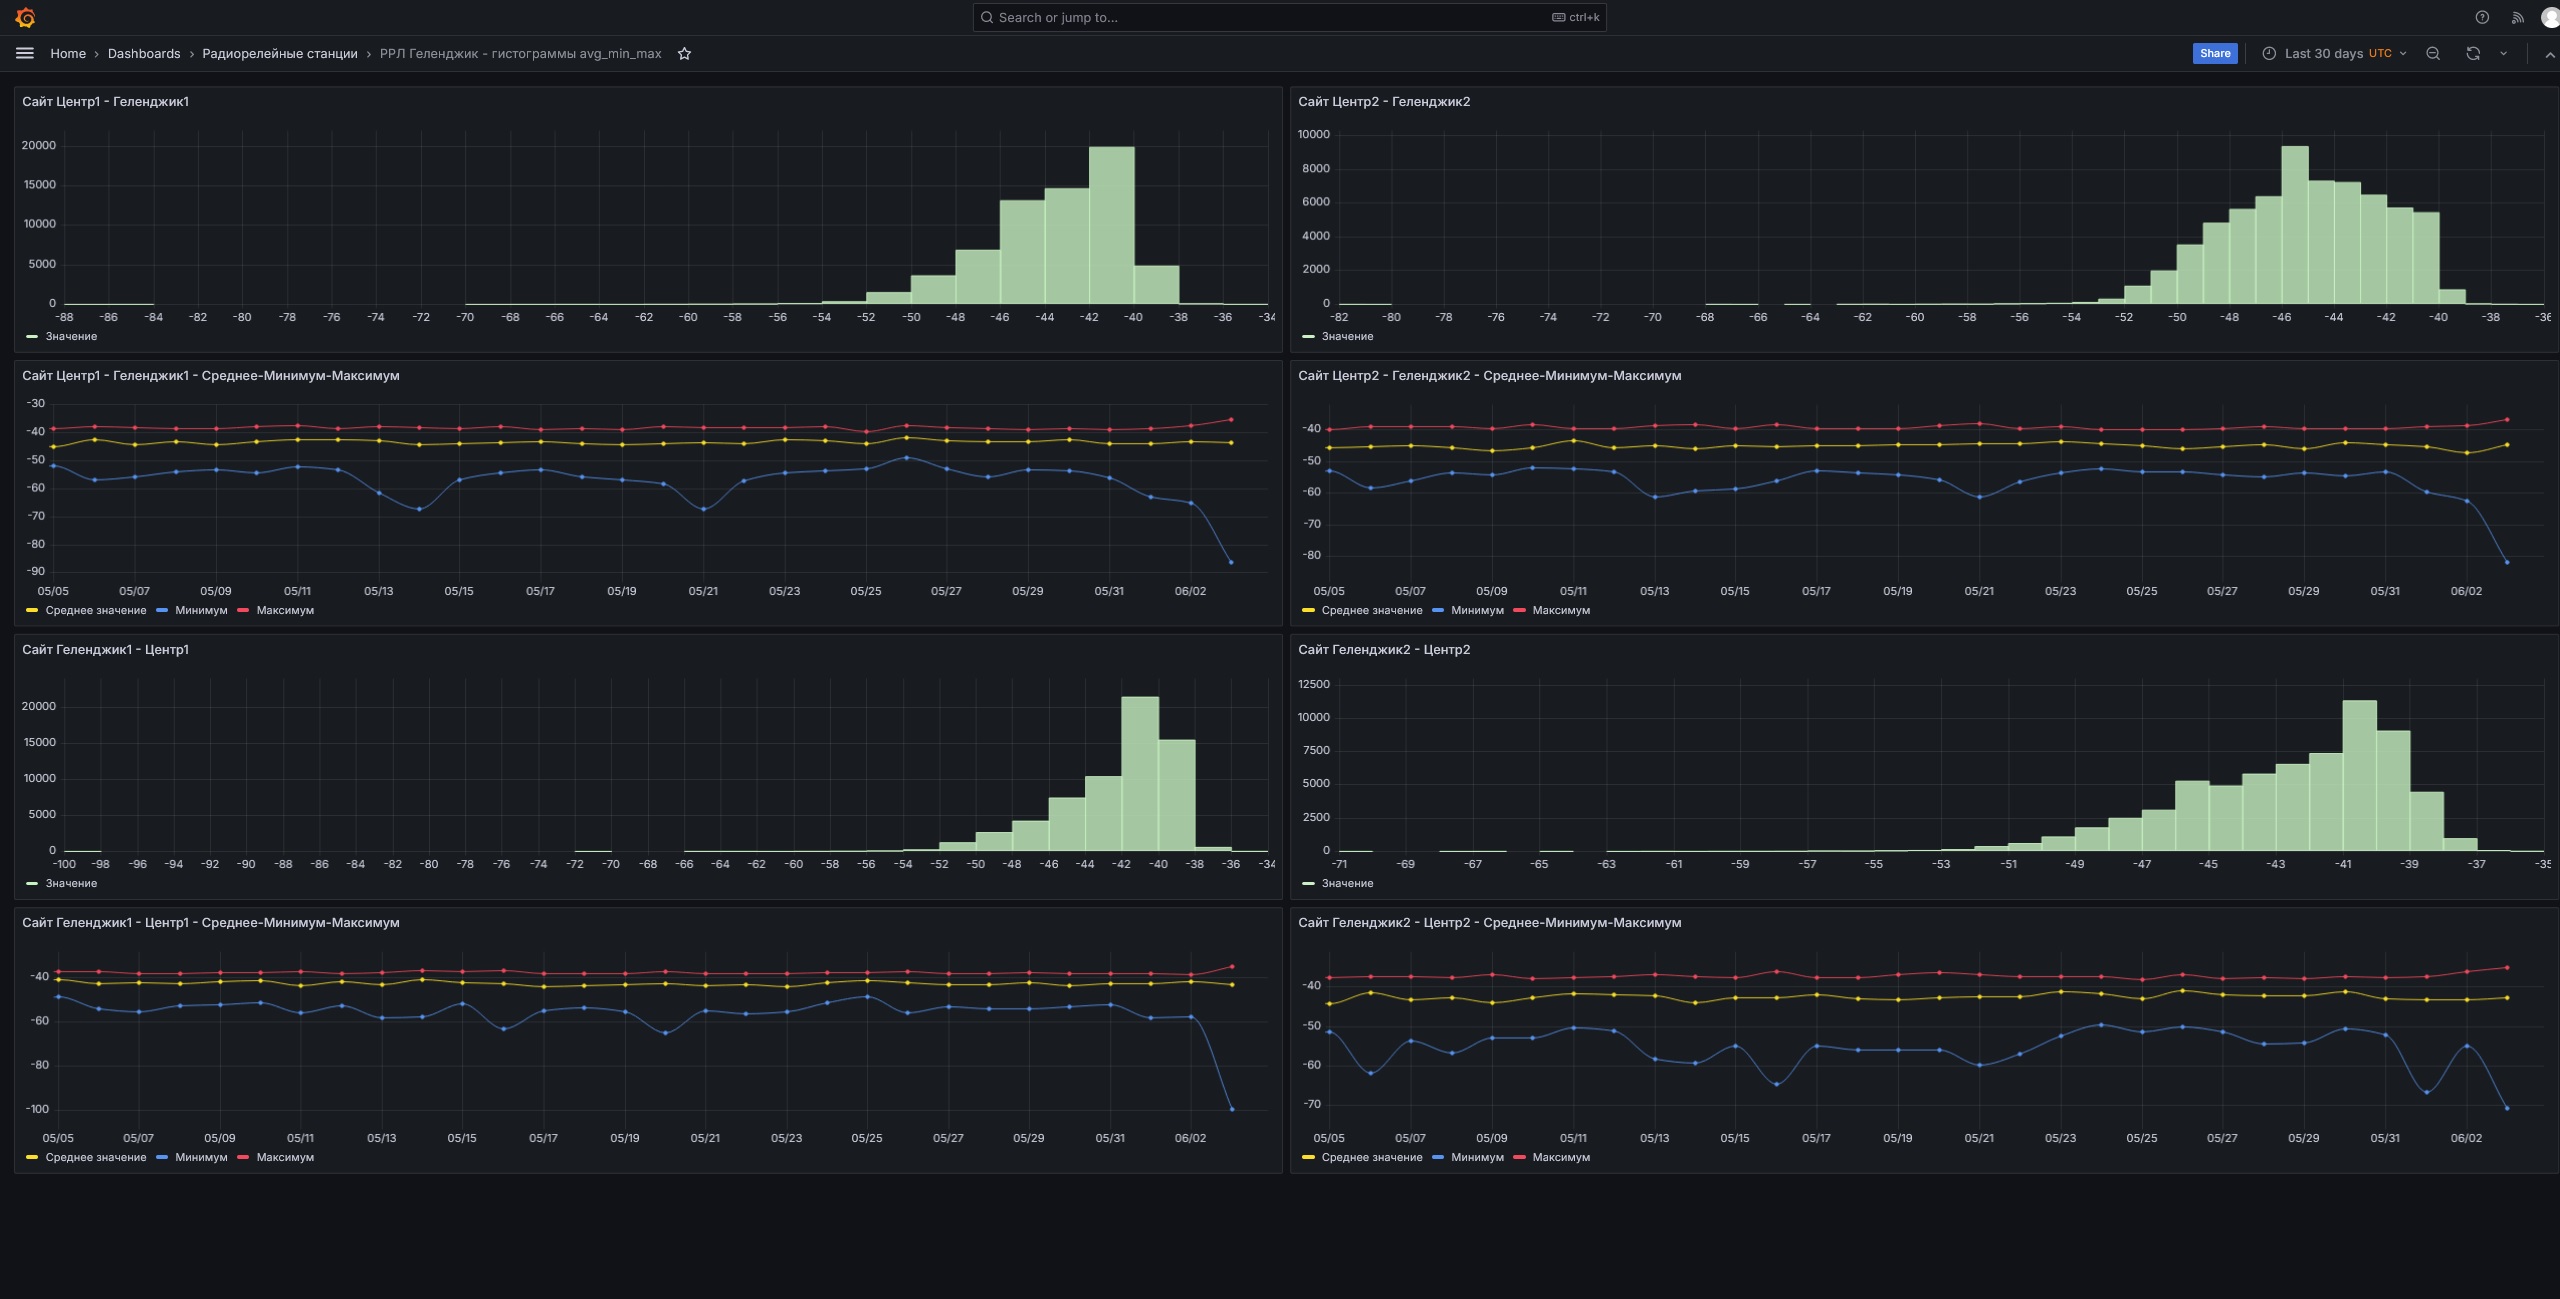 Search or jump to... ctrl+k
Home › Dashboards › Радиорелейные станции › РРЛ Геленджик - гистограммы avg_min_max Share Last 30 days UTC
Сайт Центр1 - Геленджик1
20000
15000
10000
5000
0
-88 -86 -84 -82 -80 -78 -76 -74 -72 -70 -68 -66 -64 -62 -60 -58 -56 -54 -52 -50 -48 -46 -44 -42 -40 -38 -36 -34
Значение
Сайт Центр2 - Геленджик2
10000
8000
6000
4000
2000
0
-82 -80 -78 -76 -74 -72 -70 -68 -66 -64 -62 -60 -58 -56 -54 -52 -50 -48 -46 -44 -42 -40 -38 -36
Значение
Сайт Центр1 - Геленджик1 - Среднее-Минимум-Максимум
-30
-40
-50
-60
-70
-80
-90
05/05 05/07 05/09 05/11 05/13 05/15 05/17 05/19 05/21 05/23 05/25 05/27 05/29 05/31 06/02
Среднее значение Минимум Максимум
Сайт Центр2 - Геленджик2 - Среднее-Минимум-Максимум
-40
-50
-60
-70
-80
05/05 05/07 05/09 05/11 05/13 05/15 05/17 05/19 05/21 05/23 05/25 05/27 05/29 05/31 06/02
Среднее значение Минимум Максимум
Сайт Геленджик1 - Центр1
20000
15000
10000
5000
0
-100 -98 -96 -94 -92 -90 -88 -86 -84 -82 -80 -78 -76 -74 -72 -70 -68 -66 -64 -62 -60 -58 -56 -54 -52 -50 -48 -46 -44 -42 -40 -38 -36 -34
Значение
Сайт Геленджик2 - Центр2
12500
10000
7500
5000
2500
0
-71 -69 -67 -65 -63 -61 -59 -57 -55 -53 -51 -49 -47 -45 -43 -41 -39 -37 -35
Значение
Сайт Геленджик1 - Центр1 - Среднее-Минимум-Максимум
-40
-60
-80
-100
05/05 05/07 05/09 05/11 05/13 05/15 05/17 05/19 05/21 05/23 05/25 05/27 05/29 05/31 06/02
Среднее значение Минимум Максимум
Сайт Геленджик2 - Центр2 - Среднее-Минимум-Максимум
-40
-50
-60
-70
05/05 05/07 05/09 05/11 05/13 05/15 05/17 05/19 05/21 05/23 05/25 05/27 05/29 05/31 06/02
Среднее значение Минимум Максимум